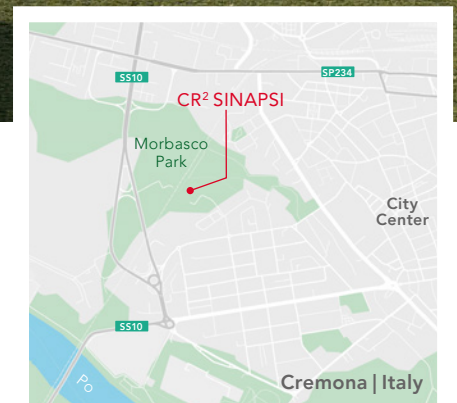 SS10
SP234
CR² SINAPSI
Morbasco
Park
City
Center
SS10
Po
Cremona | Italy